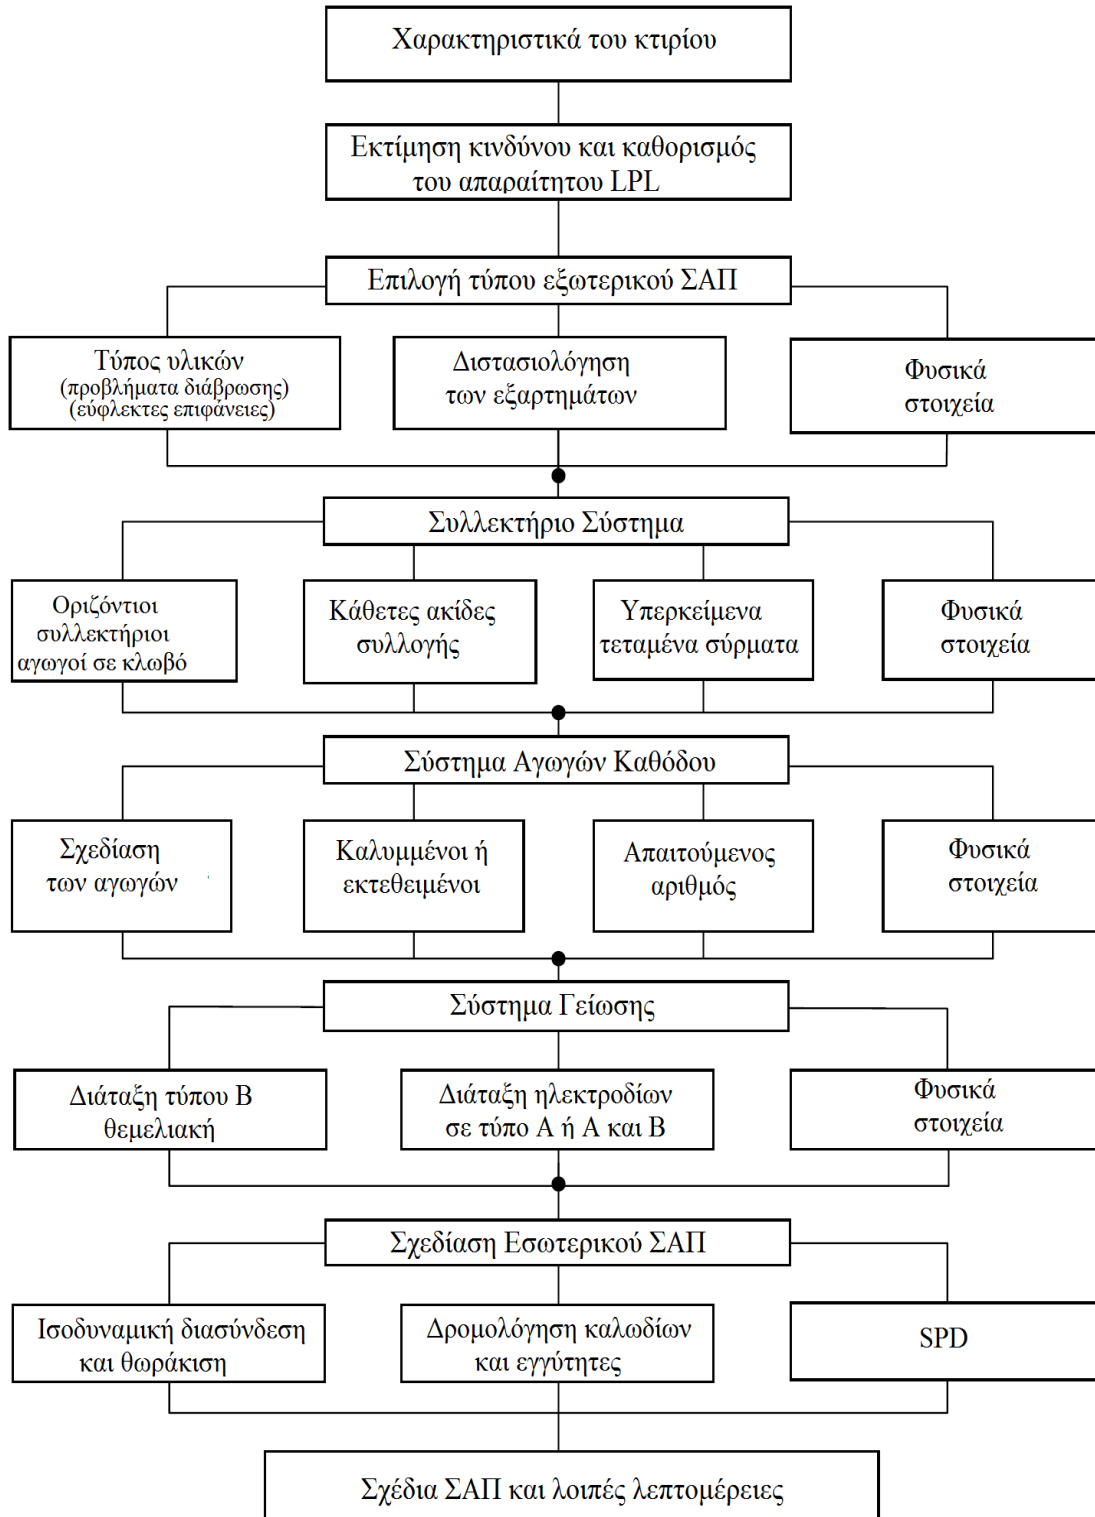 Χαρακτηριστικά του κτιρίου
Εκτίμηση κινδύνου και καθορισμός
του απαραίτητου LPL
Επιλογή τύπου εξωτερικού ΣΑΠ
Τύπος υλικών
(προβλήματα διάβρωσης)
(εύφλεκτες επιφάνειες)
Διστασιολόγηση
των εξαρτημάτων
Φυσικά
στοιχεία
Συλλεκτήριο Σύστημα
Οριζόντιοι
συλλεκτήριοι
αγωγοί σε κλωβό
Κάθετες ακίδες
συλλογής
Υπερκείμενα
τεταμένα σύρματα
Φυσικά
στοιχεία
Σύστημα Αγωγών Καθόδου
Σχεδίαση
των αγωγών
Καλυμμένοι ή
εκτεθειμένοι
Απαιτούμενος
αριθμός
Φυσικά
στοιχεία
Σύστημα Γείωσης
Διάταξη τύπου Β
θεμελιακή
Διάταξη ηλεκτροδίων
σε τύπο Α ή Α και Β
Φυσικά
στοιχεία
Σχεδίαση Εσωτερικού ΣΑΠ
Ισοδυναμική διασύνδεση
και θωράκιση
Δρομολόγηση καλωδίων
και εγγύτητες
SPD
Σχέδια ΣΑΠ και λοιπές λεπτομέρειες